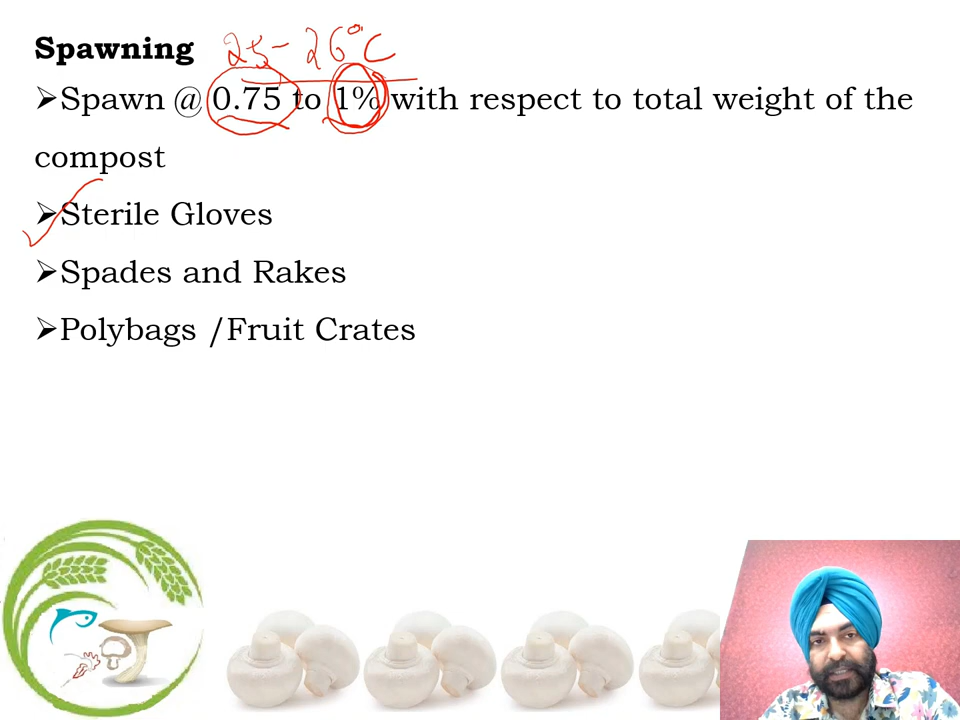 Spawning 25 - 26°C
➢Spawn @ 0.75 to 1% with respect to total weight of the
compost
➢Sterile Gloves
➢Spades and Rakes
➢Polybags /Fruit Crates